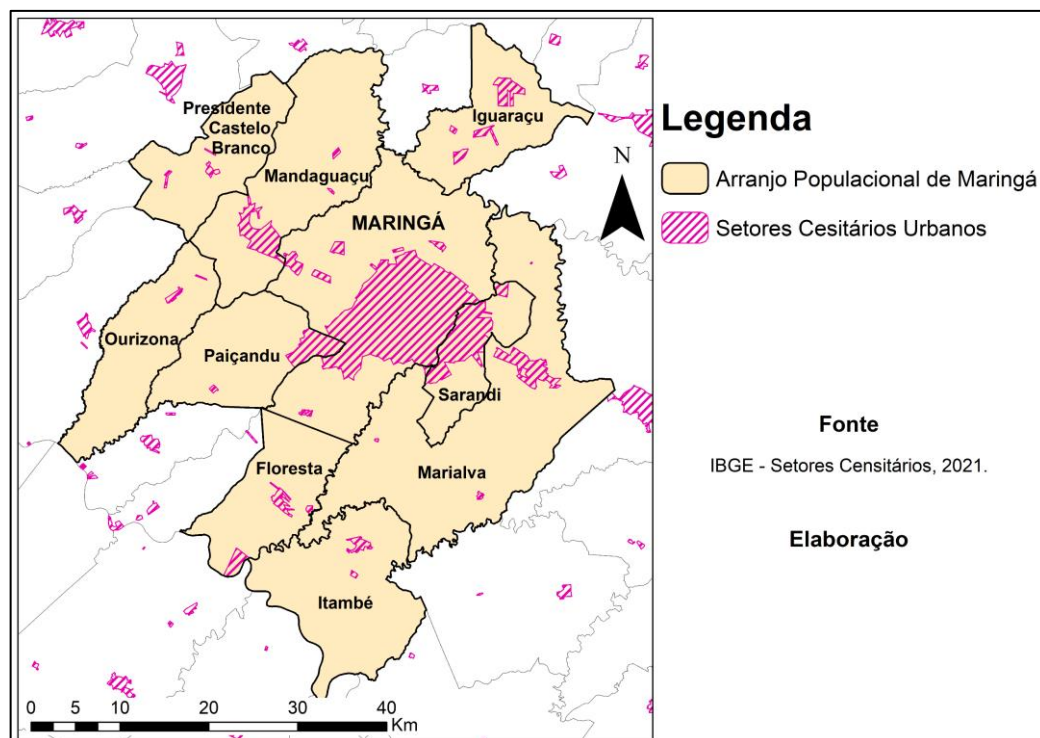 Presidente
Castelo
Branco
Iguaraçu
Mandaguaçu
MARINGÁ
Ourizona
Paiçandu
Sarandi
Floresta
Marialva
Itambé
0 10 20 30 40
Km
Legenda
N
Arranjo Populacional de Maringá
Setores Cesitários Urbanos
Fonte
IBGE - Setores Censitários, 2021.
Elaboração